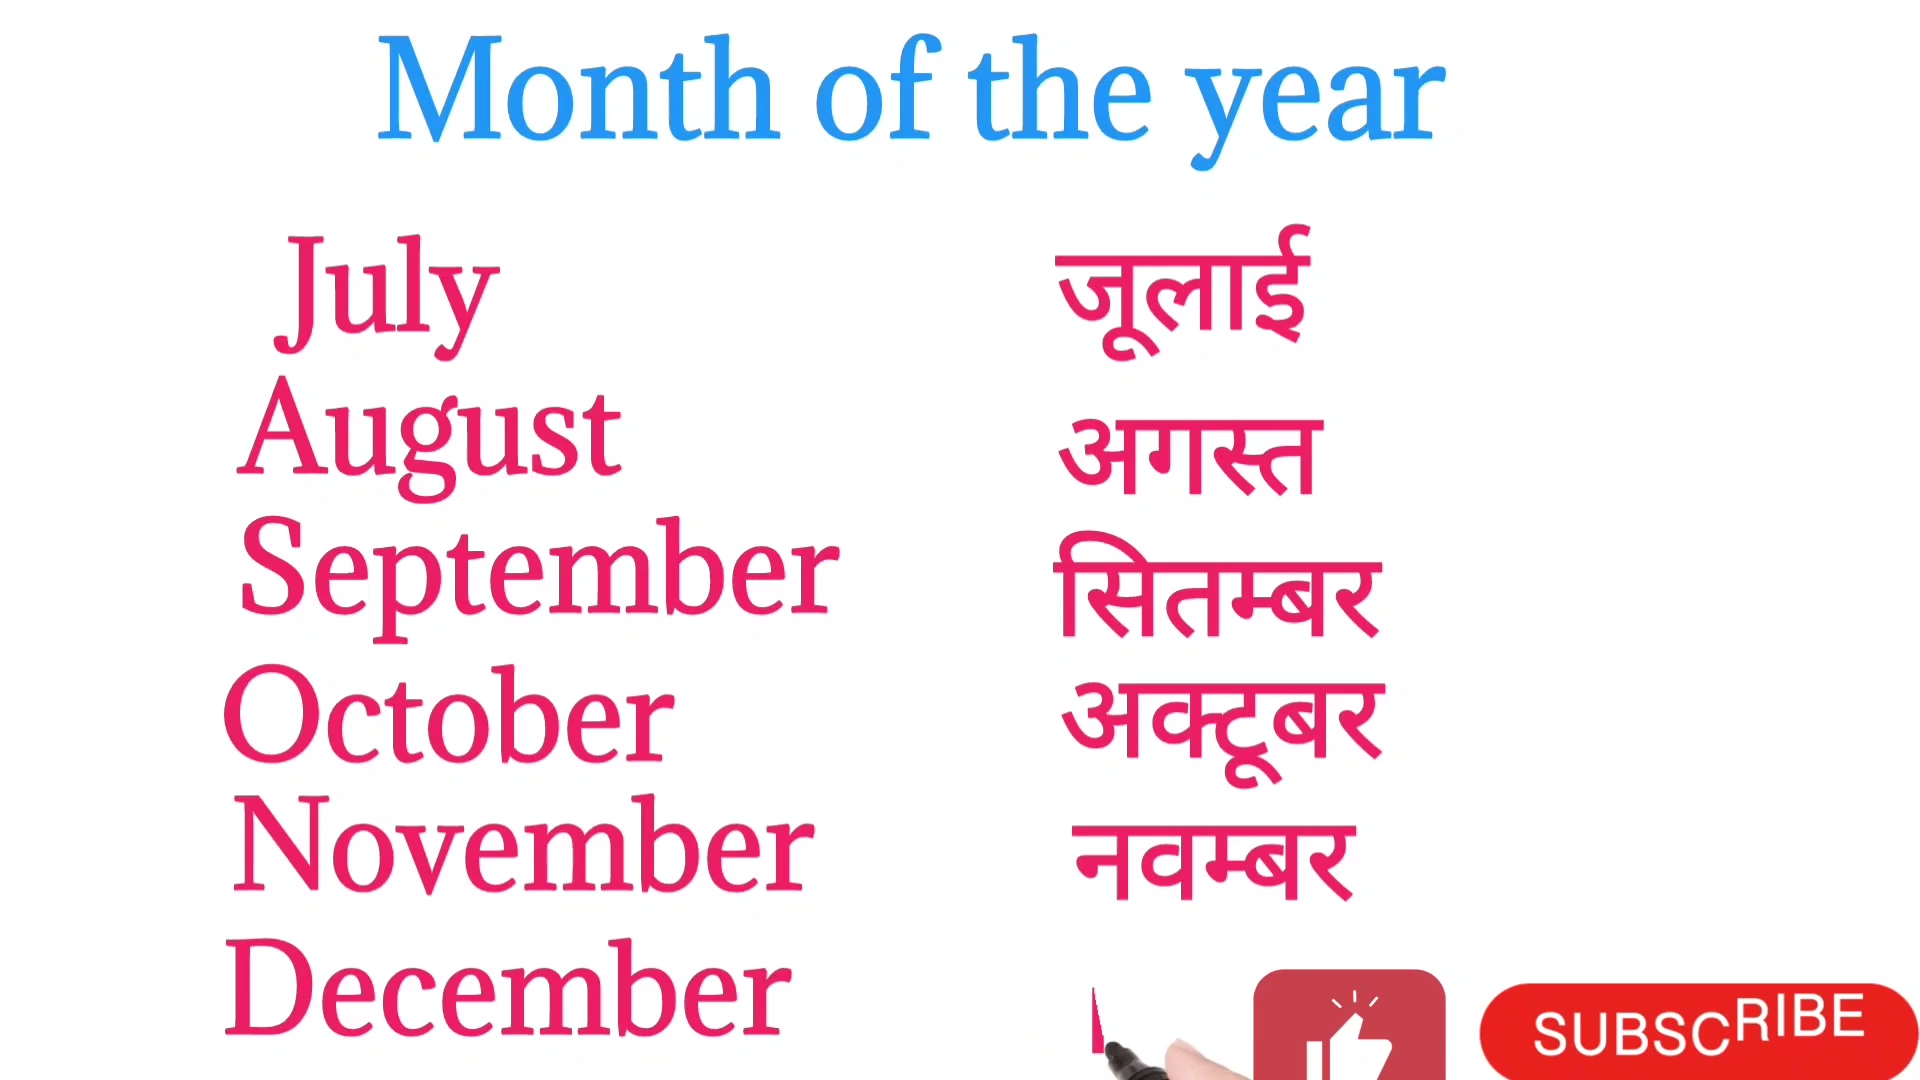 Month of the year
July जूलाई
August अगस्त
September सितम्बर
October अक्टूबर
November नवम्बर
December
SUBSCRIBE